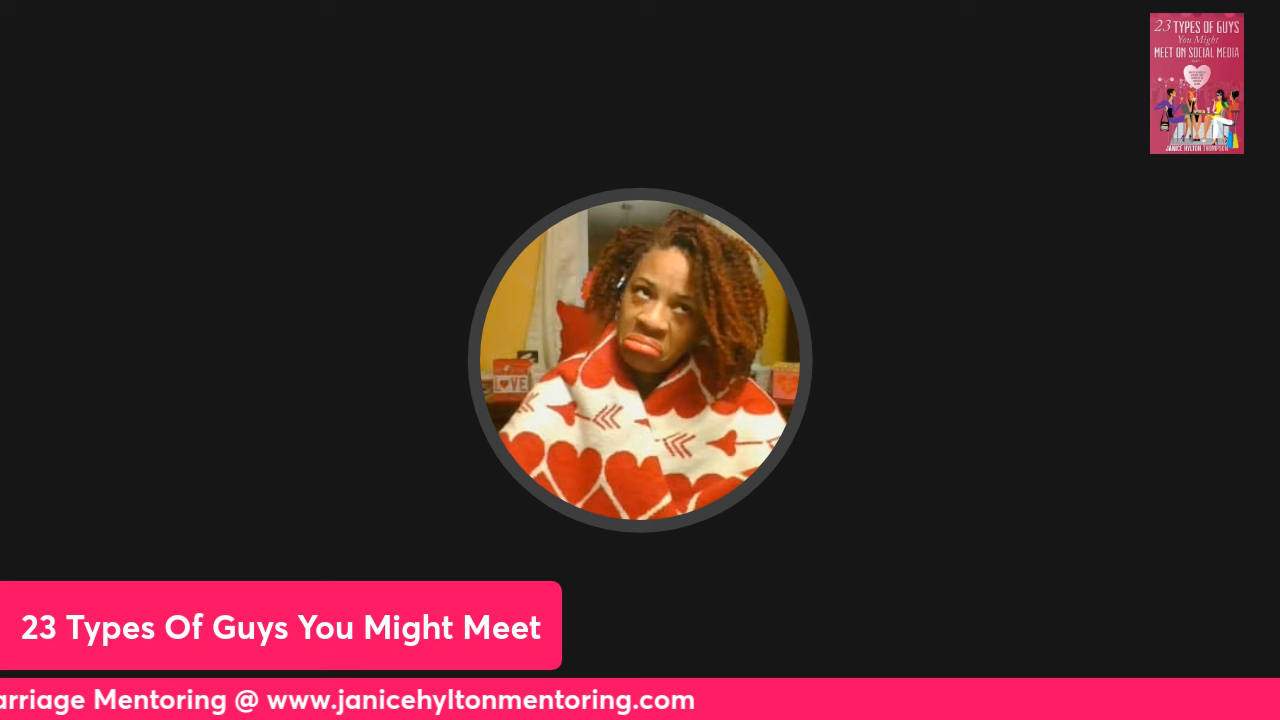 23 TYPES OF GUYS
You Might
MEET ON SOCIAL MEDIA
JANICE HYLTON THOMPSON
LOVE
23 Types Of Guys You Might Meet
arriage Mentoring @ www.janicehyltonmentoring.com